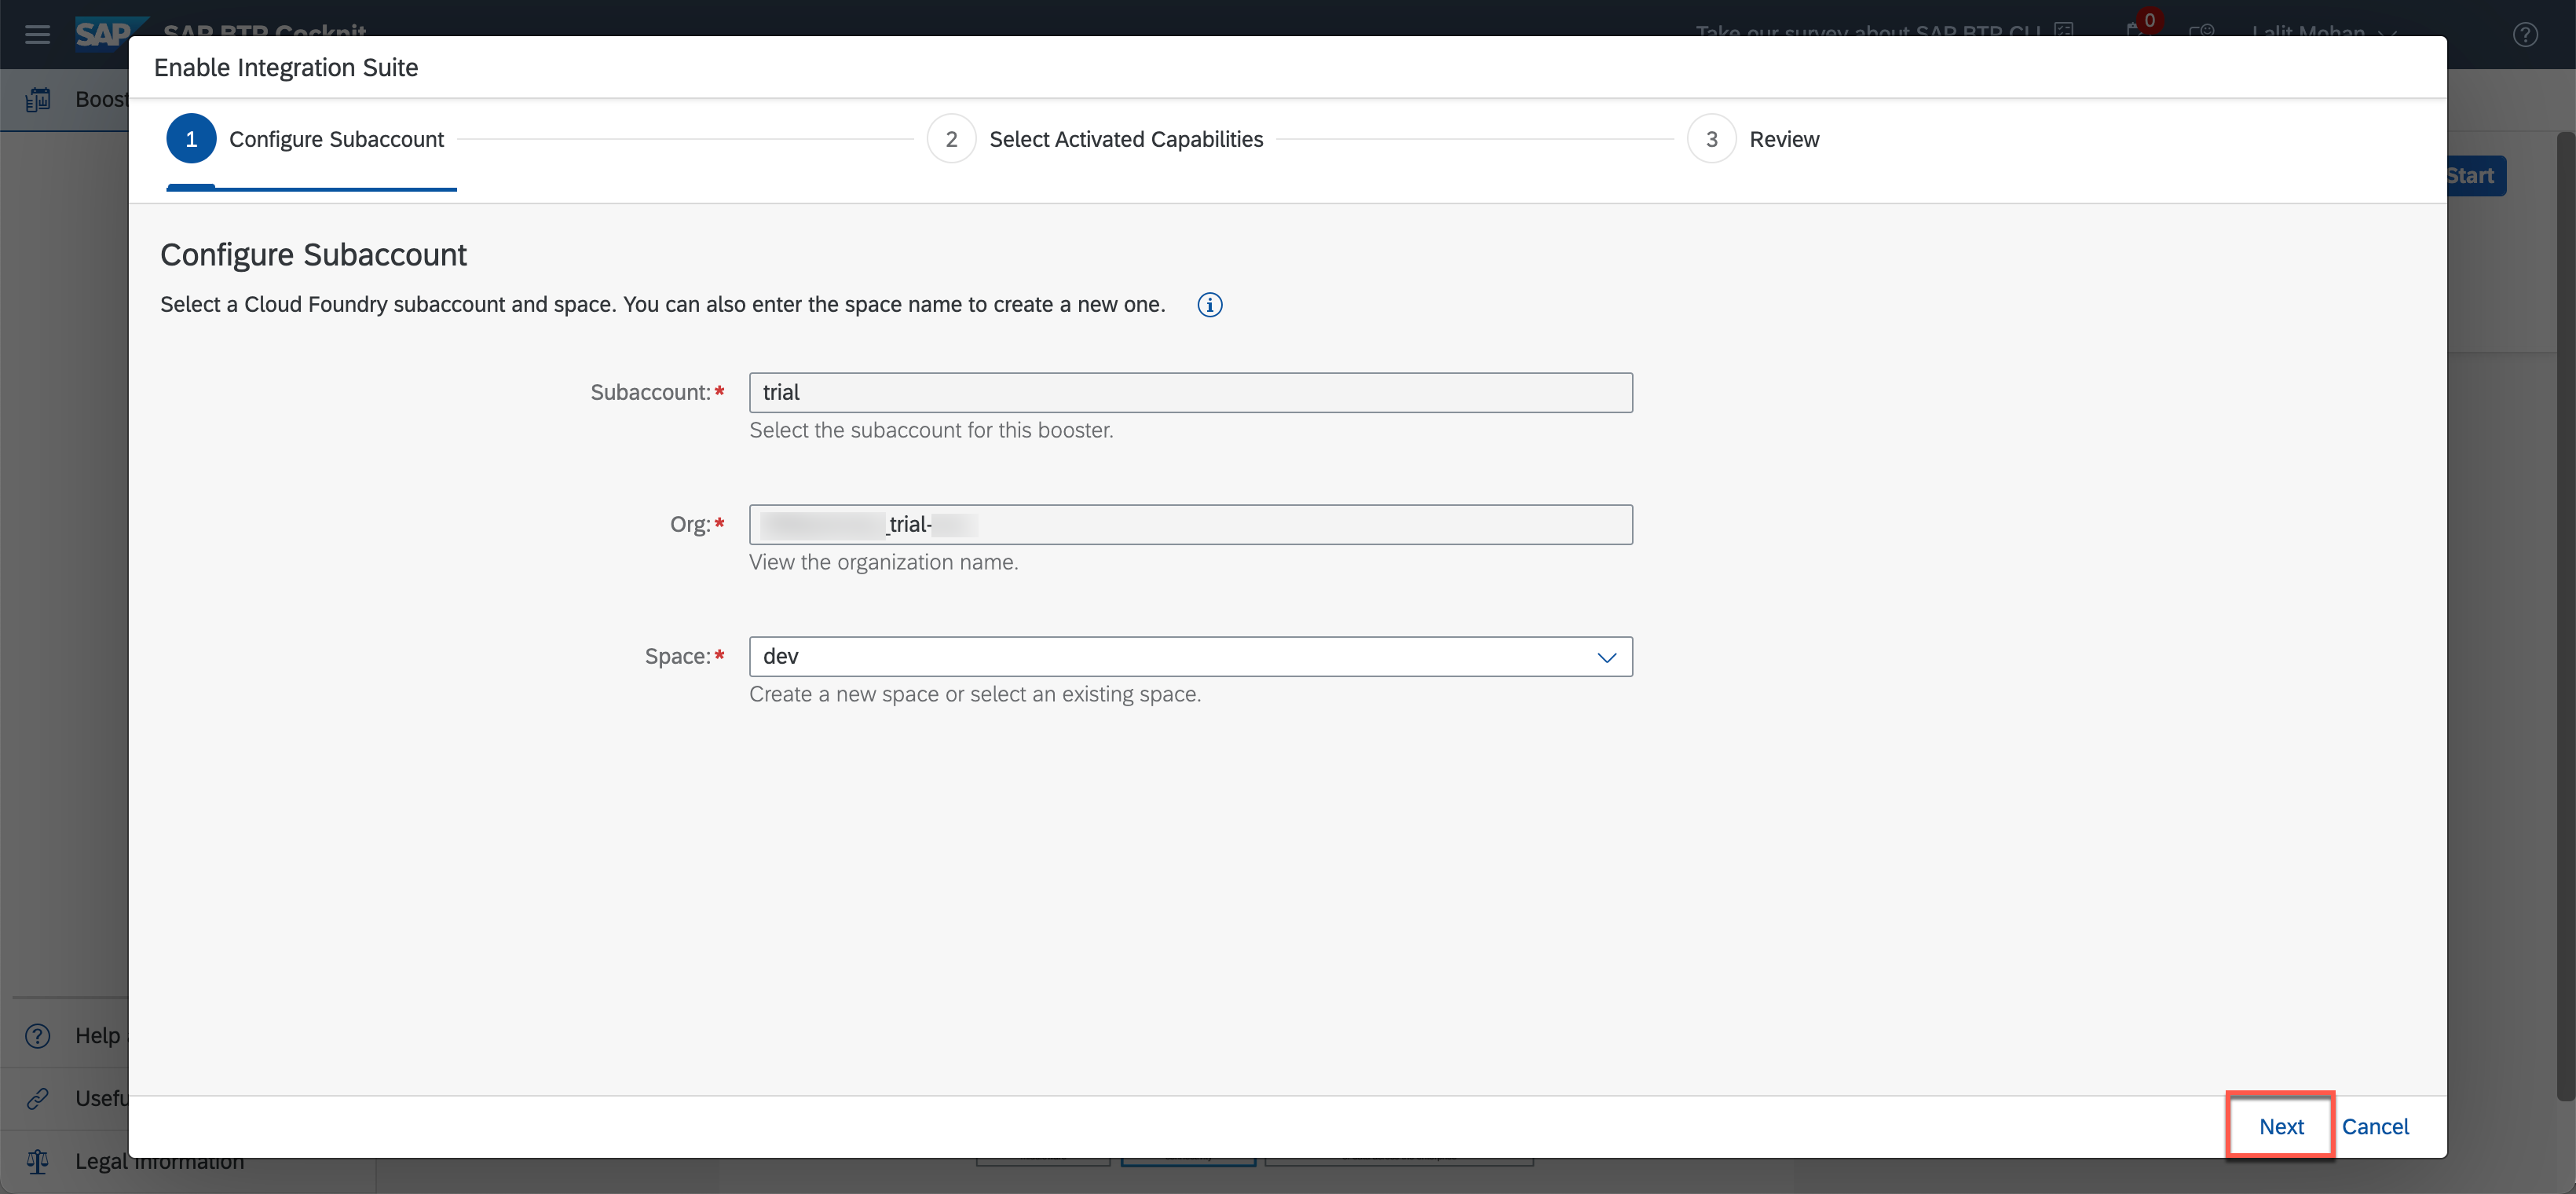 SAP SAP BTP Cockpit
Take our survey about SAP BTP CLI
0
Lalit Mohan
Enable Integration Suite
Boost
1 Configure Subaccount
2 Select Activated Capabilities
3 Review
Start
Configure Subaccount
Select a Cloud Foundry subaccount and space. You can also enter the space name to create a new one.
Subaccount:* trial
Select the subaccount for this booster.
Org:* _trial-
View the organization name.
Space:* dev
Create a new space or select an existing space.
Help
Usefu
Next Cancel
Legal Information